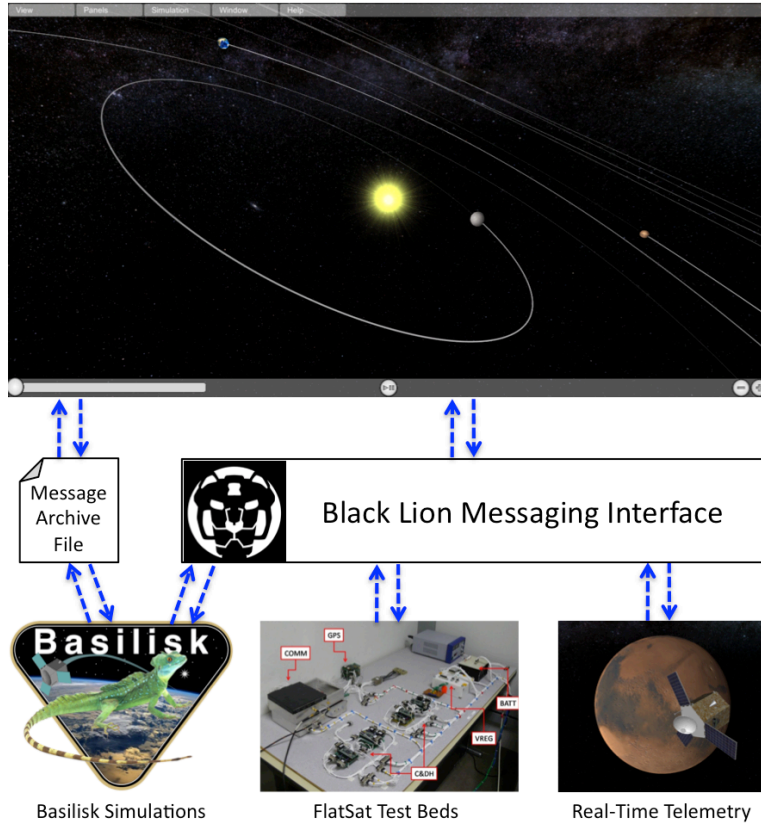 View
Panels
Simulation
Window
Help
Message
Archive
File
Black Lion Messaging Interface
Basilisk
GPS
COMM
BATT
VREG
C&DH
Basilisk Simulations
FlatSat Test Beds
Real-Time Telemetry